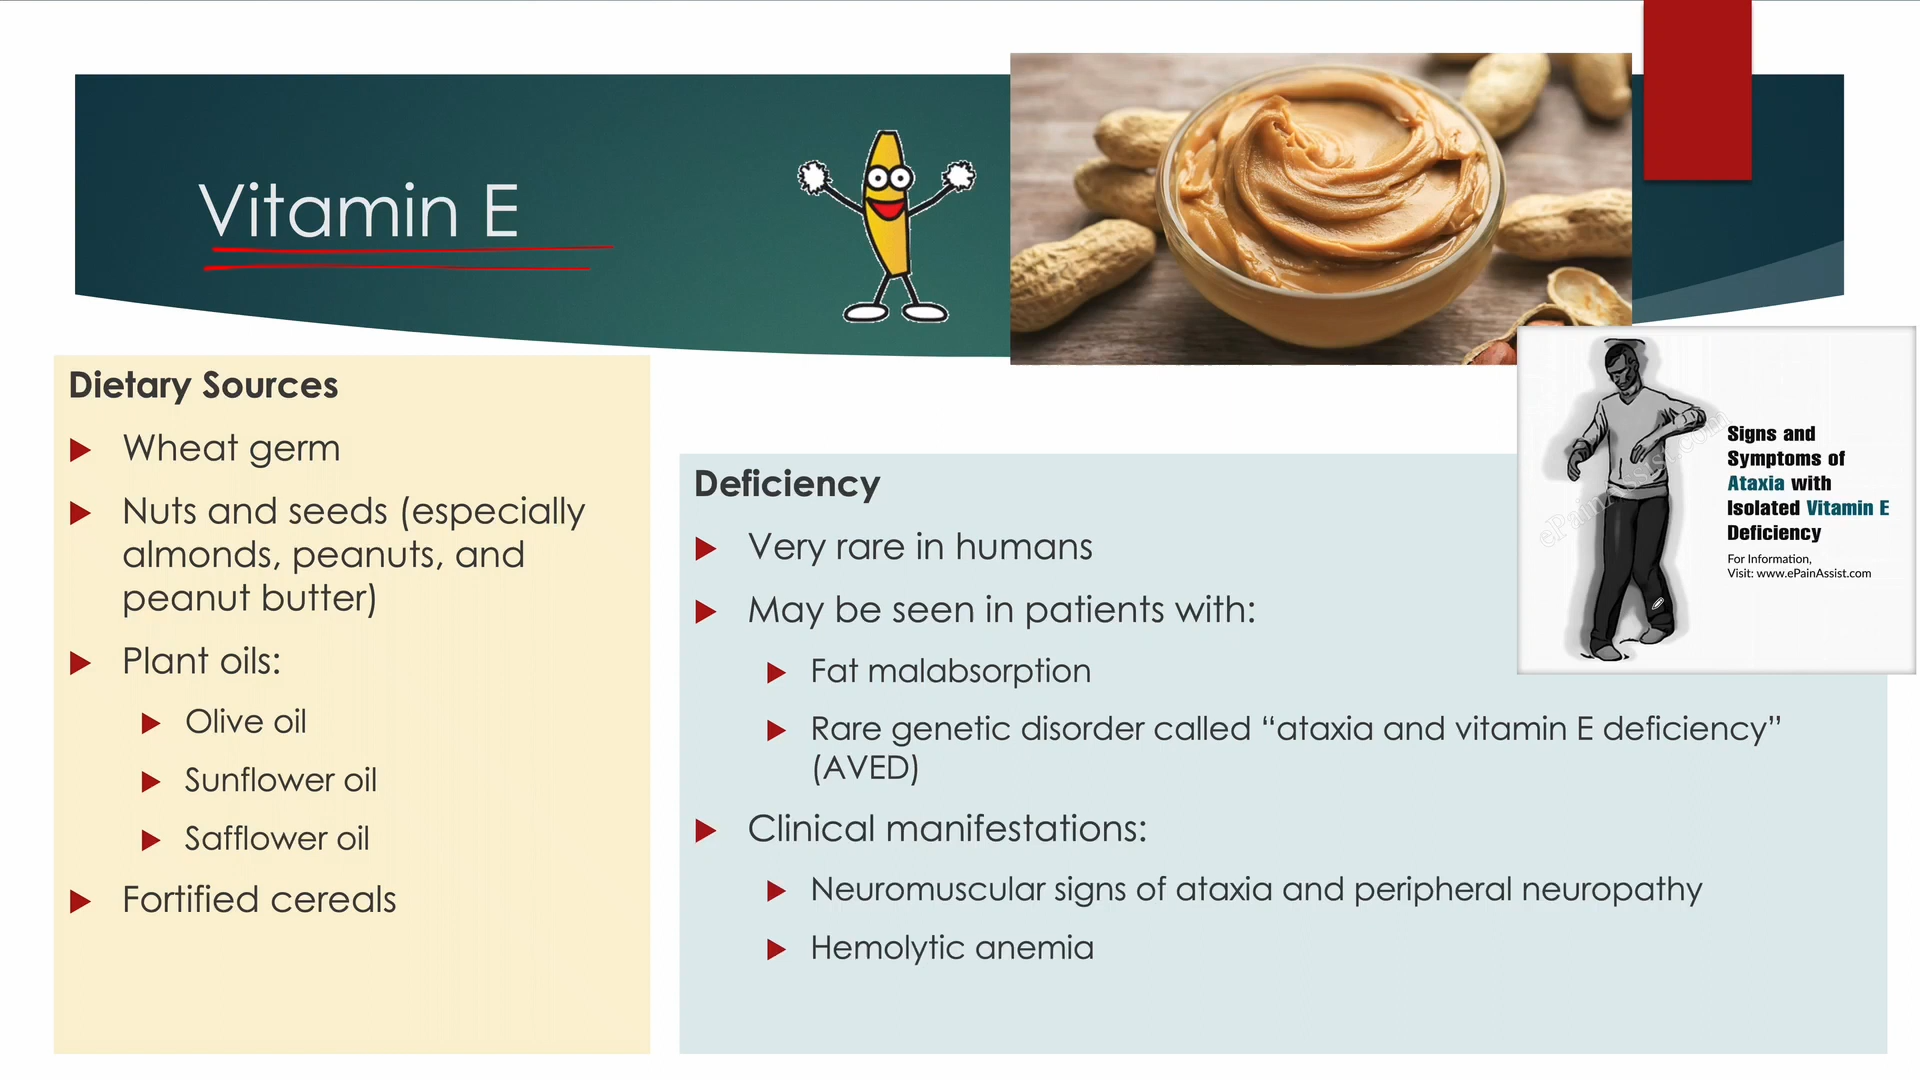 Vitamin E
Dietary Sources
Wheat germ
Nuts and seeds (especially
almonds, peanuts, and
peanut butter)
Plant oils:
Olive oil
Sunflower oil
Safflower oil
Fortified cereals
Deficiency
Very rare in humans
May be seen in patients with:
Fat malabsorption
Rare genetic disorder called “ataxia and vitamin E deficiency”
(AVED)
Clinical manifestations:
Neuromuscular signs of ataxia and peripheral neuropathy
Hemolytic anemia
Signs and
Symptoms of
Ataxia with
Isolated Vitamin E
Deficiency
For Information,
Visit: www.ePainAssist.com
ePainAssist.com